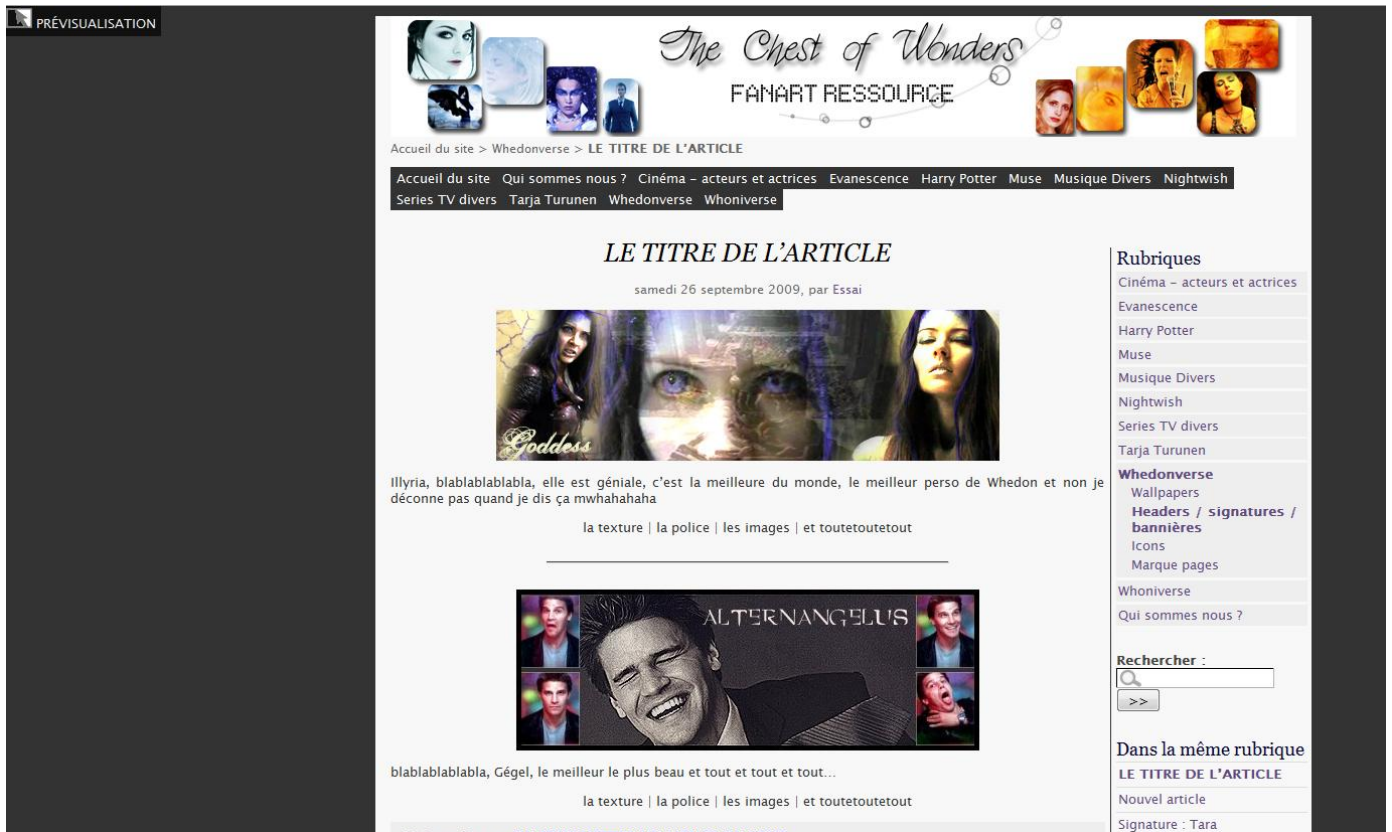 PRÉVISUALISATION
The Chest of Wonders
FANART RESSOURCE
Accueil du site > Whedonverse > LE TITRE DE L'ARTICLE
Accueil du site Qui sommes nous ? Cinéma – acteurs et actrices Evanescence Harry Potter Muse Musique Divers Nightwish
Series TV divers Tarja Turunen Whedonverse Whoniverse
LE TITRE DE L'ARTICLE
samedi 26 septembre 2009, par Essai
Goddess
Illyria, blablablablabla, elle est géniale, c'est la meilleure du monde, le meilleur perso de Whedon et non je
déconne pas quand je dis ça mwhahahaha
la texture | la police | les images | et toutetoutetout
ALTERNANGELUS
blablablablabla, Gégel, le meilleur le plus beau et tout et tout et tout…
la texture | la police | les images | et toutetoutetout
Rubriques
Cinéma – acteurs et actrices
Evanescence
Harry Potter
Muse
Musique Divers
Nightwish
Series TV divers
Tarja Turunen
Whedonverse
Wallpapers
Headers / signatures /
bannières
Icons
Marque pages
Whoniverse
Qui sommes nous ?
Rechercher :
>>
Dans la même rubrique
LE TITRE DE L'ARTICLE
Nouvel article
Signature : Tara